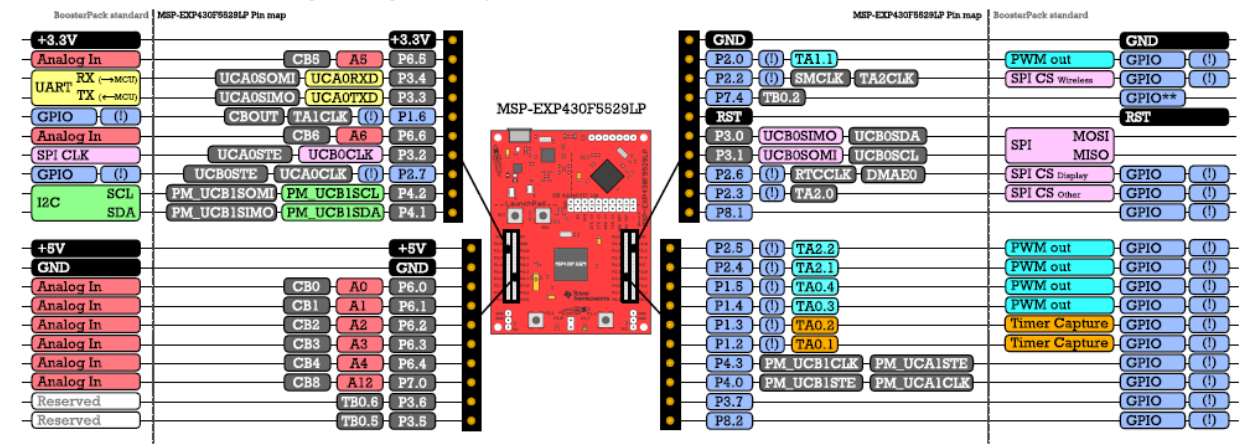 BoosterPack standard MSP-EXP430F5529LP Pin map
+3.3V +3.3V
Analog In CB5 A5 P6.5
UART RX (→MCU) UCA0SOMI UCA0RXD P3.4
TX (←MCU) UCA0SIMO UCA0TXD P3.3
GPIO (!) CBOUT TA1CLK (!) P1.6
Analog In CB6 A6 P6.6
SPI CLK UCA0STE UCB0CLK P3.2
GPIO (!) UCB0STE UCA0CLK (!) P2.7
I2C SCL PM_UCB1SOMI PM_UCB1SCL P4.2
SDA PM_UCB1SIMO PM_UCB1SDA P4.1
+5V +5V
GND GND
Analog In CB0 A0 P6.0
Analog In CB1 A1 P6.1
Analog In CB2 A2 P6.2
Analog In CB3 A3 P6.3
Analog In CB4 A4 P6.4
Analog In CB8 A12 P7.0
Reserved TB0.6 P3.6
Reserved TB0.5 P3.5
MSP-EXP430F5529LP
LaunchPad
Texas
Instruments
MSP-EXP430F5529LP Pin map BoosterPack standard
GND GND
P2.0 (!) TA1.1 PWM out GPIO (!)
P2.2 (!) SMCLK TA2CLK SPI CS Wireless GPIO (!)
P7.4 TB0.2 GPIO**
RST RST
P3.0 UCB0SIMO UCB0SDA SPI MOSI
P3.1 UCB0SOMI UCB0SCL MISO
P2.6 (!) RTCCLK DMAE0 SPI CS Display GPIO (!)
P2.3 (!) TA2.0 SPI CS Other GPIO (!)
P8.1 GPIO (!)
P2.5 (!) TA2.2 PWM out GPIO (!)
P2.4 (!) TA2.1 PWM out GPIO (!)
P1.5 (!) TA0.4 PWM out GPIO (!)
P1.4 (!) TA0.3 PWM out GPIO (!)
P1.3 (!) TA0.2 Timer Capture GPIO (!)
P1.2 (!) TA0.1 Timer Capture GPIO (!)
P4.3 PM_UCB1CLK PM_UCA1STE GPIO (!)
P4.0 PM_UCB1STE PM_UCA1CLK GPIO (!)
P3.7 GPIO (!)
P8.2 GPIO (!)